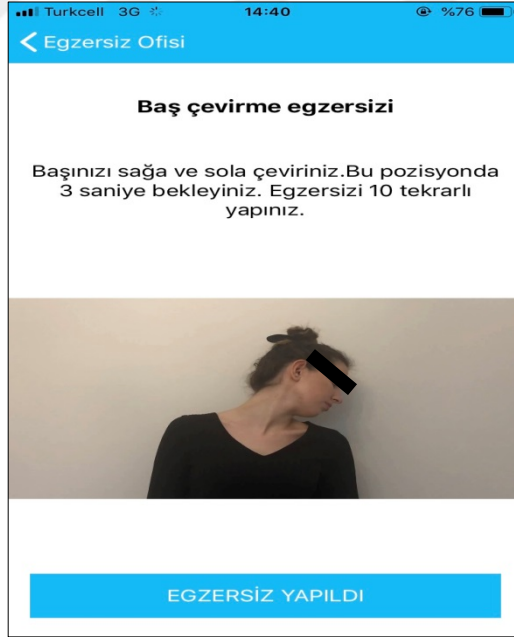 Turkcell 3G 14:40 %76
Egzersiz Ofisi
Baş çevirme egzersizi
Başınızı sağa ve sola çeviriniz.Bu pozisyonda
3 saniye bekleyiniz. Egzersizi 10 tekrarlı
yapınız.
EGZERSİZ YAPILDI